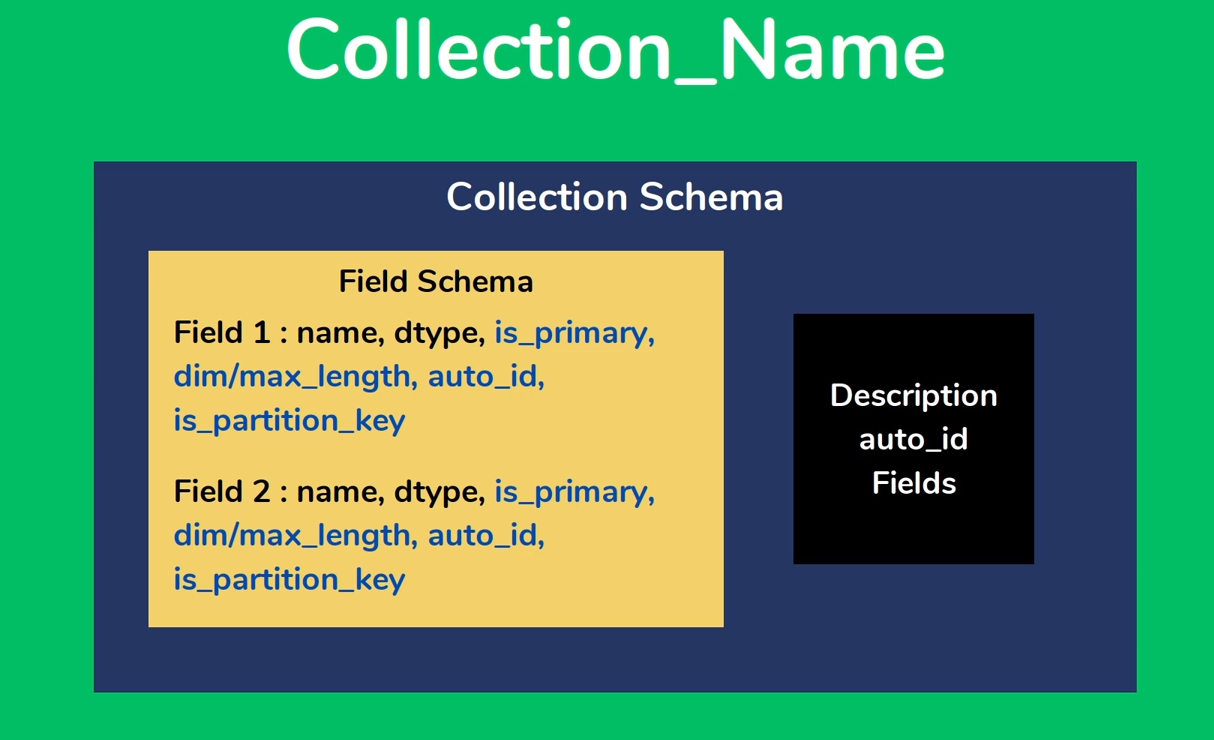 Collection_Name
Collection Schema
Field Schema
Field 1 : name, dtype, is_primary,
dim/max_length, auto_id,
is_partition_key
Field 2 : name, dtype, is_primary,
dim/max_length, auto_id,
is_partition_key
Description
auto_id
Fields